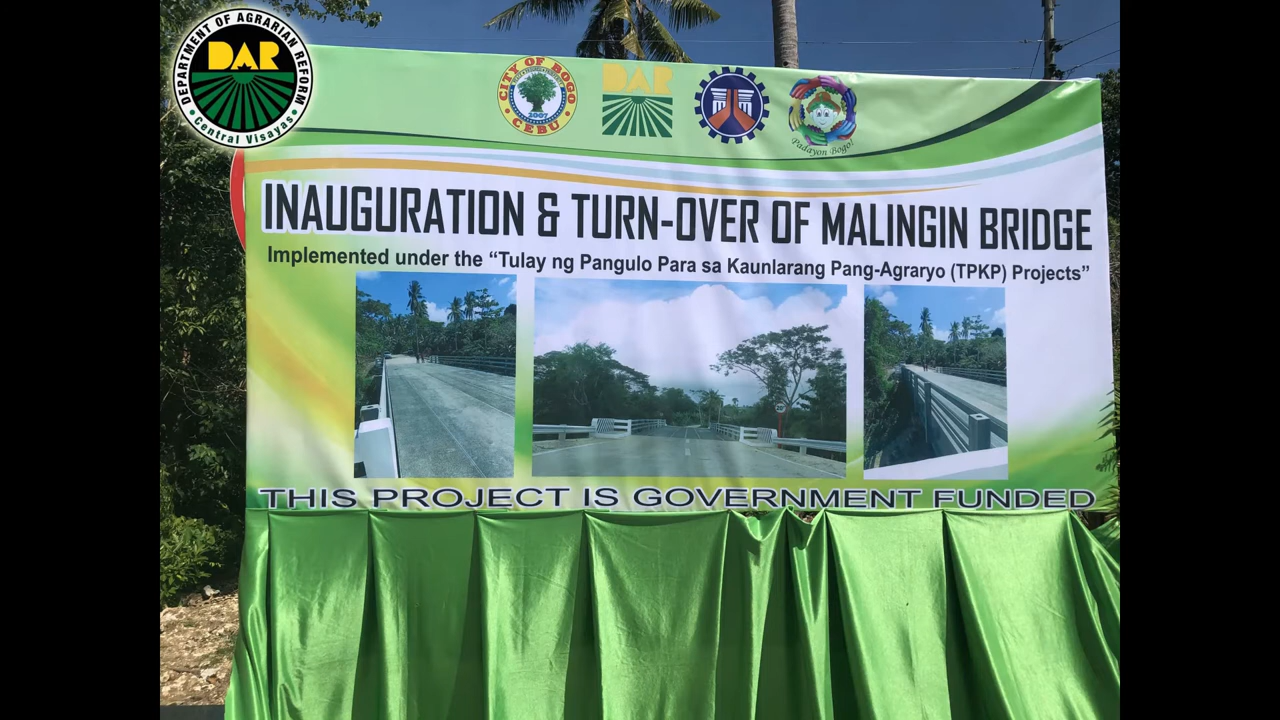 DEPARTMENT OF AGRARIAN REFORM
DAR
Central Visayas
CITY OF BOGO
2007
CEBU
DAR
Padayon Bogo!
INAUGURATION & TURN-OVER OF MALINGIN BRIDGE
Implemented under the “Tulay ng Pangulo Para sa Kaunlarang Pang-Agraryo (TPKP) Projects”
THIS PROJECT IS GOVERNMENT FUNDED